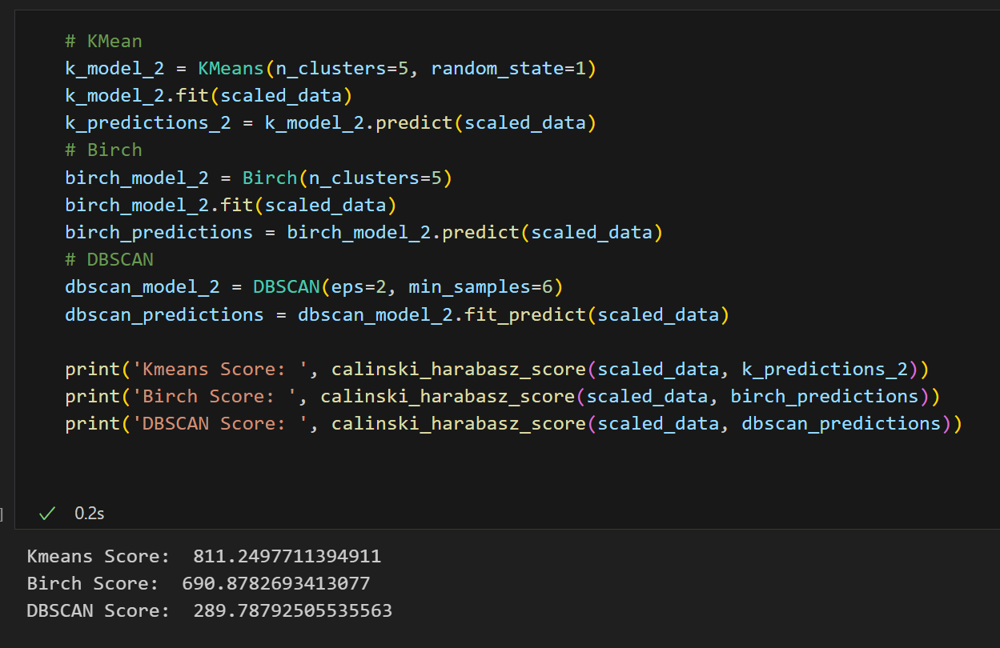 # KMean
k_model_2 = KMeans(n_clusters=5, random_state=1)
k_model_2.fit(scaled_data)
k_predictions_2 = k_model_2.predict(scaled_data)
# Birch
birch_model_2 = Birch(n_clusters=5)
birch_model_2.fit(scaled_data)
birch_predictions = birch_model_2.predict(scaled_data)
# DBSCAN
dbscan_model_2 = DBSCAN(eps=2, min_samples=6)
dbscan_predictions = dbscan_model_2.fit_predict(scaled_data)
print('Kmeans Score: ', calinski_harabasz_score(scaled_data, k_predictions_2))
print('Birch Score: ', calinski_harabasz_score(scaled_data, birch_predictions))
print('DBSCAN Score: ', calinski_harabasz_score(scaled_data, dbscan_predictions))
] ✓ 0.2s
Kmeans Score:  811.2497711394911
Birch Score:  690.8782693413077
DBSCAN Score:  289.78792505535563